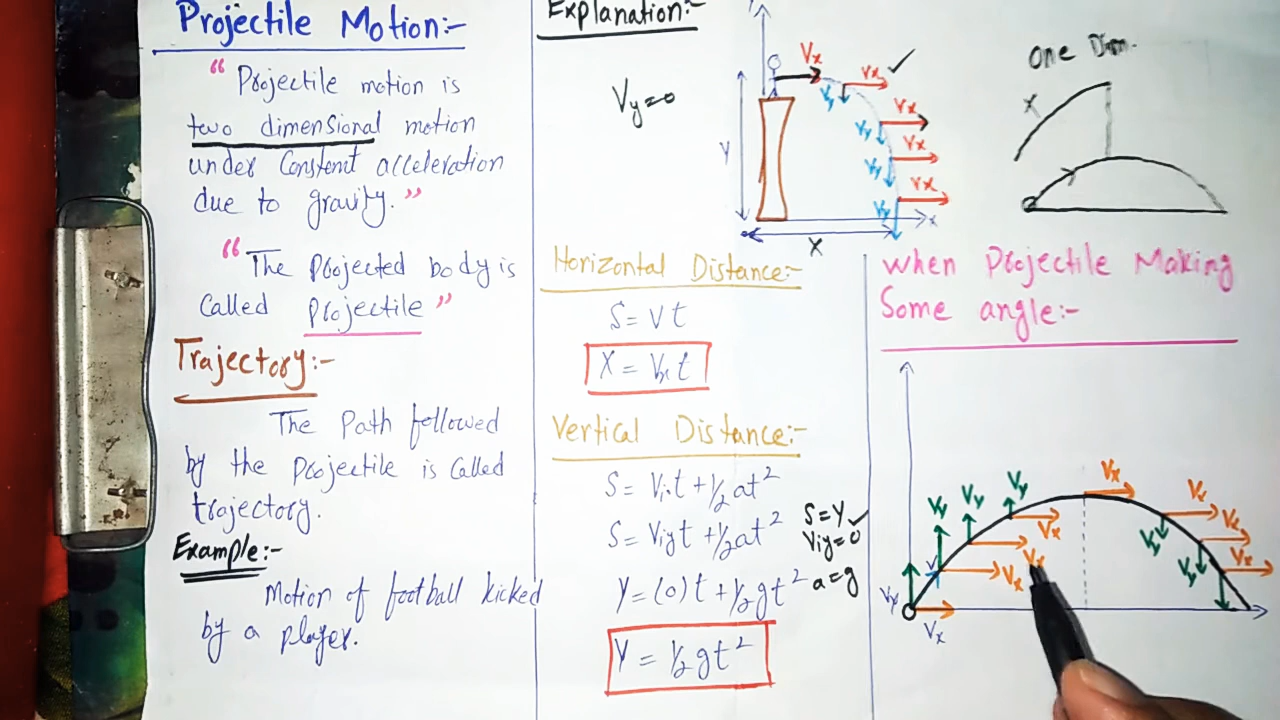 Projectile Motion:-
“Projectile motion is
two dimensional motion
under Constant acceleration
due to gravity.”
“The Projected body is
Called Projectile”
Trajectory:-
The Path followed
by the projectile is Called
trajectory.
Example:-
Motion of football kicked
by a player.
Explanation:-
Vy=0
Vx
Vx
Vy
Vx
Vy
Vx
Vy
Vx
Vy
Y
X
x
One Dim.
X
Horizontal Distance:-
S = Vt
X = Vxt
Vertical Distance:-
S = Vit + 1/2at²
S = Viyt + 1/2at²
S=Y
Viy=0
a=g
Y = (0)t + 1/2gt²
Y = 1/2gt²
When Projectile Making
Some angle:-
Vy
Vy
Vy
Vx
Vx
Vx
Vx
Vx
Vx
Vx
Vy
Vy
Vy
Vx